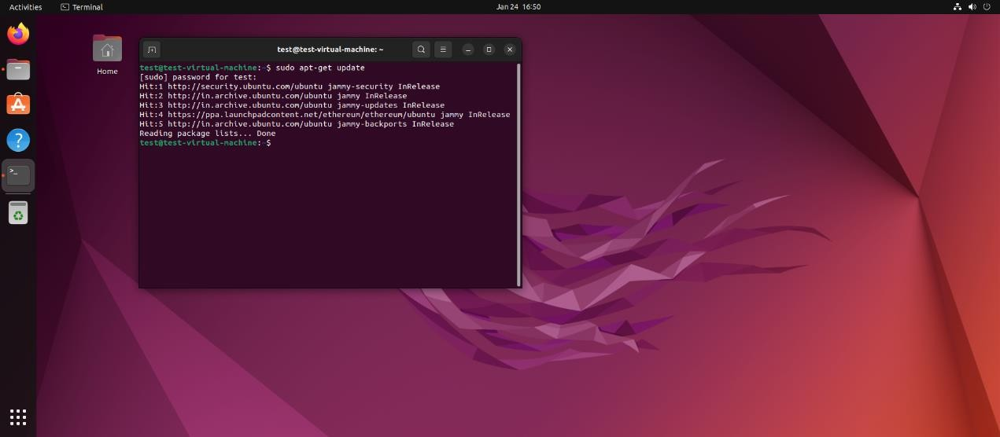 Activities
Terminal
Jan 24 16:50
Home
test@test-virtual-machine: ~
test@test-virtual-machine:~$ sudo apt-get update
[sudo] password for test:
Hit:1 http://security.ubuntu.com/ubuntu jammy-security InRelease
Hit:2 http://in.archive.ubuntu.com/ubuntu jammy InRelease
Hit:3 http://in.archive.ubuntu.com/ubuntu jammy-updates InRelease
Hit:4 https://ppa.launchpadcontent.net/ethereum/ethereum/ubuntu jammy InRelease
Hit:5 http://in.archive.ubuntu.com/ubuntu jammy-backports InRelease
Reading package lists... Done
test@test-virtual-machine:~$